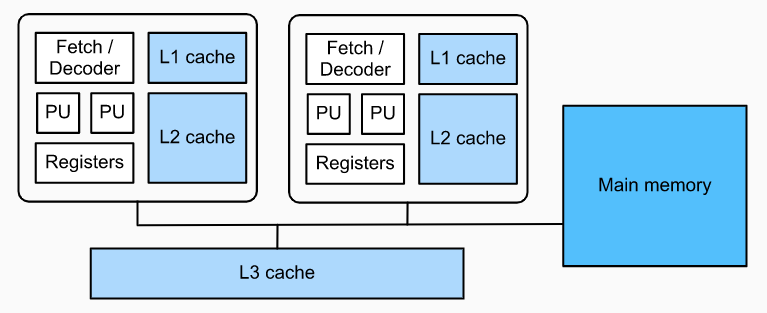 Fetch /
Decoder
L1 cache
PU
PU
L2 cache
Registers
Fetch /
Decoder
L1 cache
PU
PU
L2 cache
Registers
Main memory
L3 cache